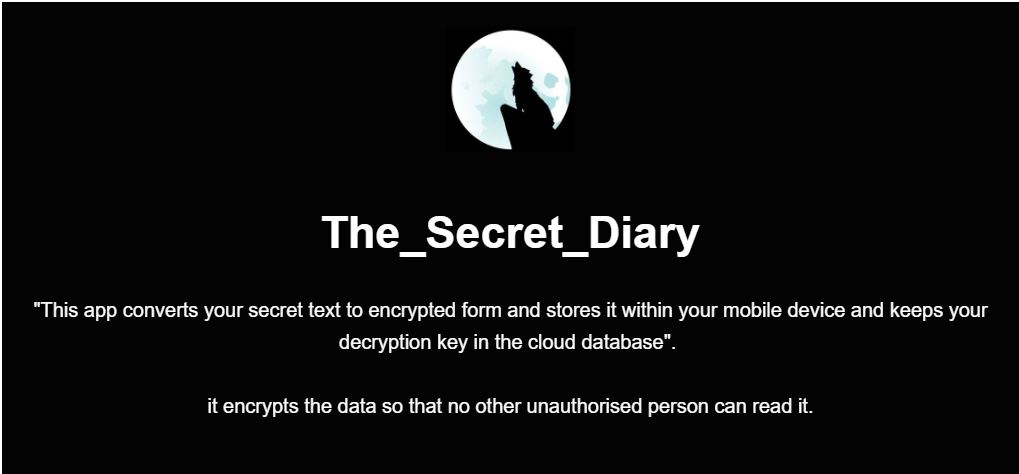 The_Secret_Diary
"This app converts your secret text to encrypted form and stores it within your mobile device and keeps your
decryption key in the cloud database".
it encrypts the data so that no other unauthorised person can read it.